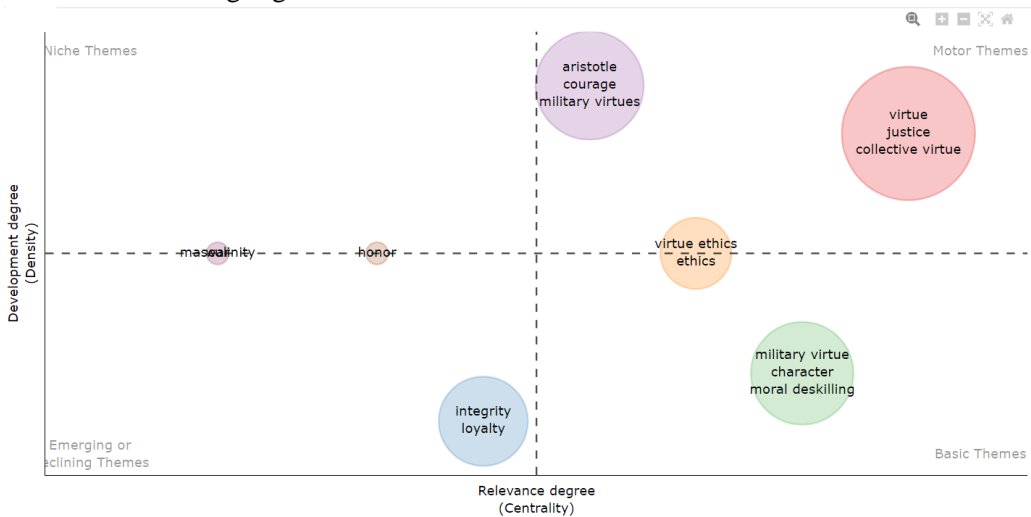 Niche Themes
Motor Themes
aristotle
courage
military virtues
virtue
justice
collective virtue
Development degree
(Density)
masculinity
honor
virtue ethics
ethics
military virtue
character
moral deskilling
integrity
loyalty
Emerging or
eclining Themes
Basic Themes
Relevance degree
(Centrality)